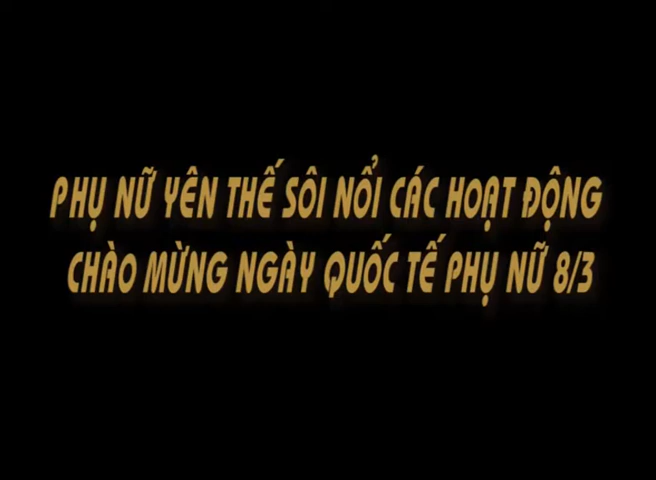 PHỤ NỮ YÊN THẾ SÔI NỔI CÁC HOẠT ĐỘNG
CHÀO MỪNG NGÀY QUỐC TẾ PHỤ NỮ 8/3